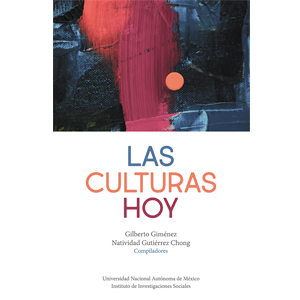 LAS
CULTURAS
HOY
Gilberto Giménez
Natividad Gutiérrez Chong
Compiladores
Universidad Nacional Autónoma de México
Instituto de Investigaciones Sociales